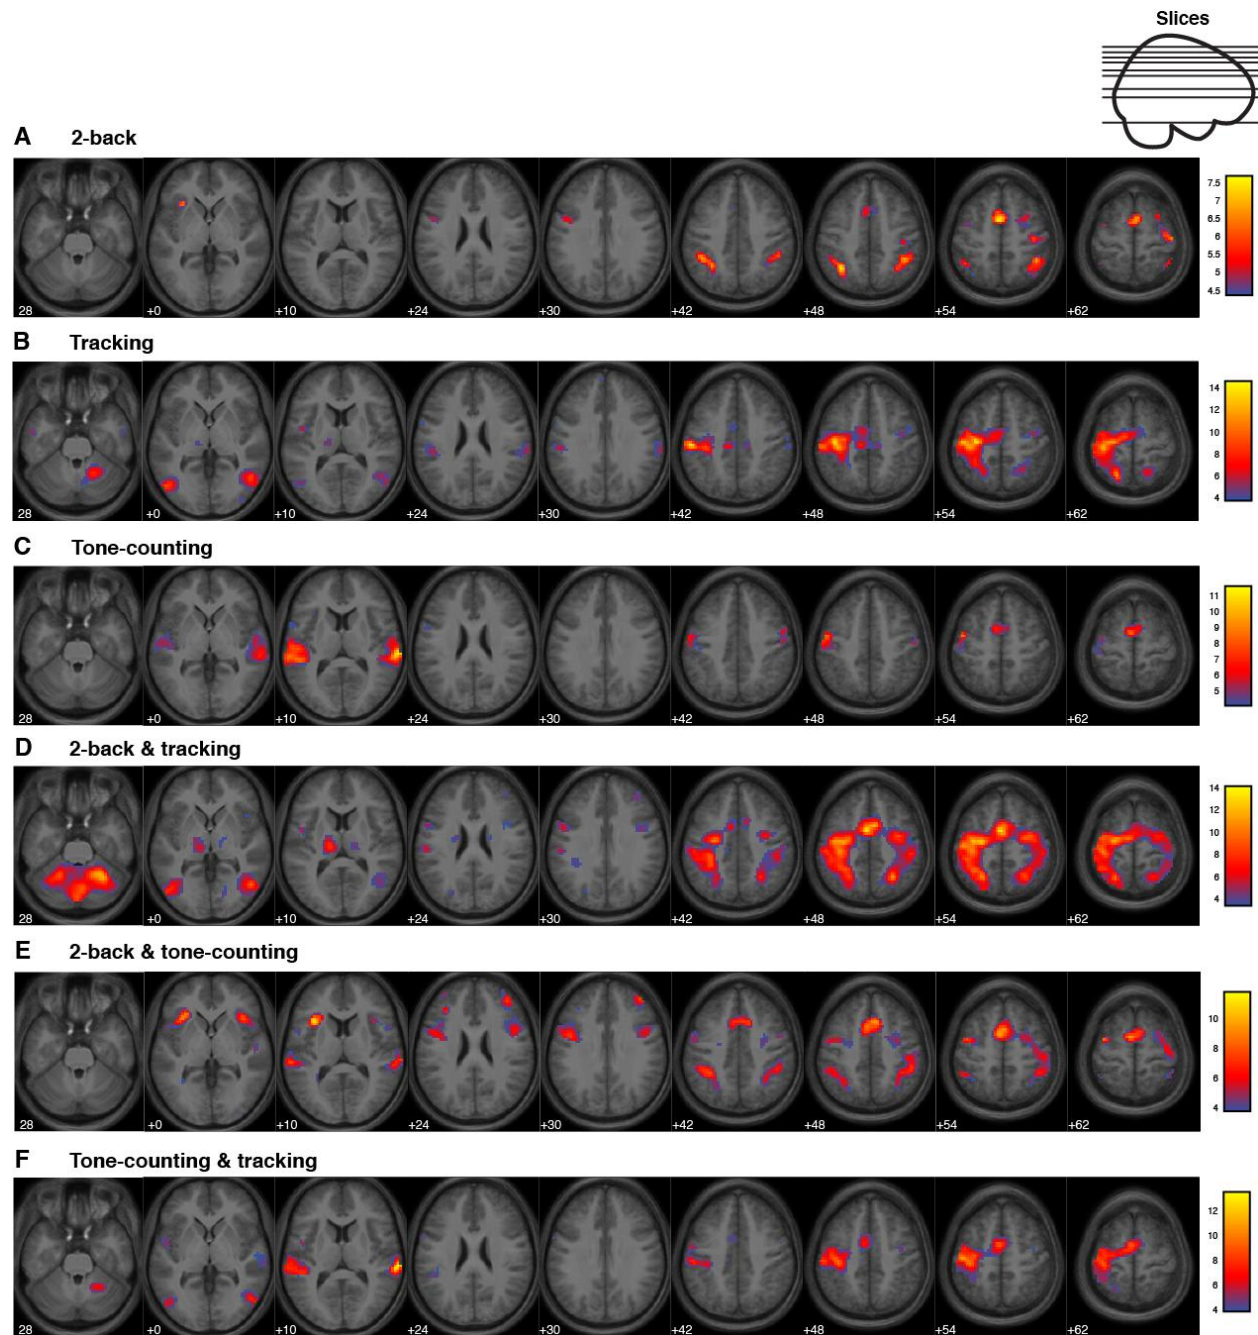 Slices
A 2-back
28 +0 +10 +24 +30 +42 +48 +54 +62
7.5
7
6.5
6
5.5
5
4.5
B Tracking
28 +0 +10 +24 +30 +42 +48 +54 +62
14
12
10
8
6
4
C Tone-counting
28 +0 +10 +24 +30 +42 +48 +54 +62
11
10
9
8
7
6
5
D 2-back & tracking
28 +0 +10 +24 +30 +42 +48 +54 +62
14
12
10
8
6
4
E 2-back & tone-counting
28 +0 +10 +24 +30 +42 +48 +54 +62
10
8
6
4
F Tone-counting & tracking
28 +0 +10 +24 +30 +42 +48 +54 +62
12
10
8
6
4